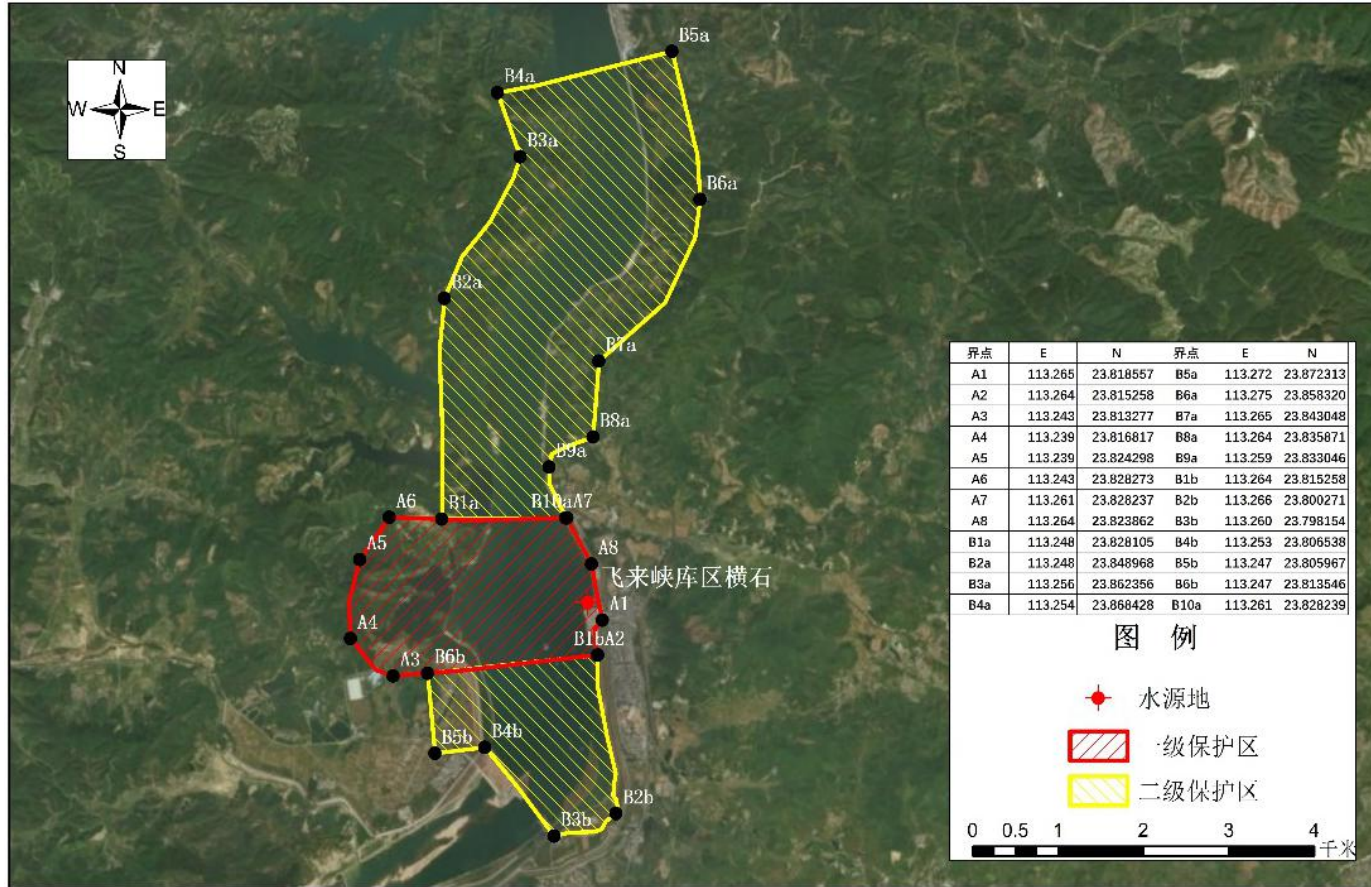 N
W E
S
B5a
B4a
B3a
B6a
B2a
B7a
B8a
B9a
A6
B1a
B10aA7
A5
A8
飞来峡库区横石
A1
A4
B1bA2
A3
B6b
B5b
B4b
B2b
B3b
界点 E N 界点 E N
A1 113.265 23.818557 B5a 113.272 23.872313
A2 113.264 23.815258 B6a 113.275 23.858320
A3 113.243 23.813277 B7a 113.265 23.843048
A4 113.239 23.816817 B8a 113.264 23.835871
A5 113.239 23.824298 B9a 113.259 23.833046
A6 113.243 23.828273 B1b 113.264 23.815258
A7 113.261 23.828237 B2b 113.266 23.800271
A8 113.264 23.823862 B3b 113.260 23.798154
B1a 113.248 23.828105 B4b 113.253 23.806538
B2a 113.248 23.848968 B5b 113.247 23.805967
B3a 113.256 23.862356 B6b 113.247 23.813546
B4a 113.254 23.868428 B10a 113.261 23.828239
图 例
水源地
一级保护区
二级保护区
0 0.5 1 2 3 4
千米